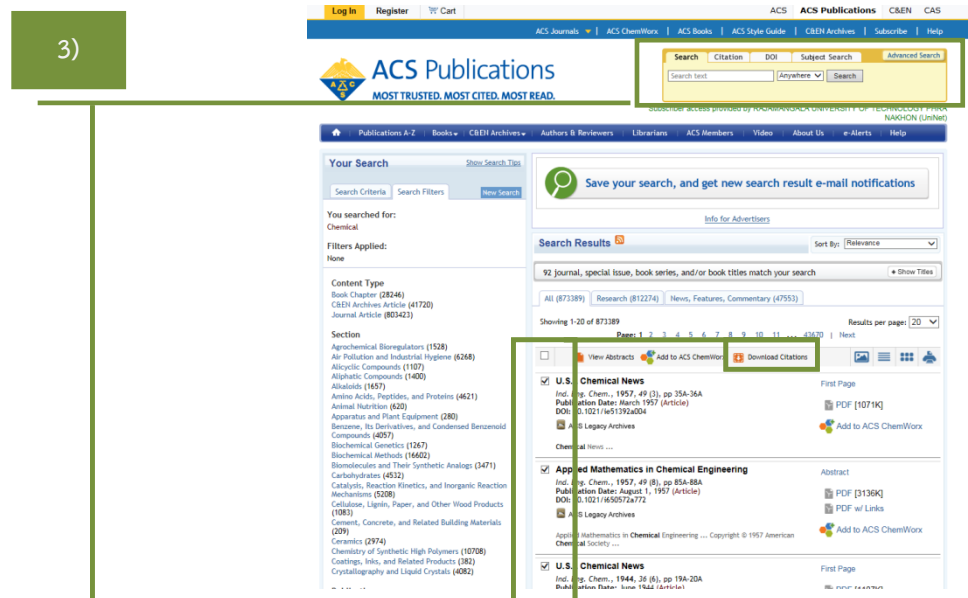 3)
Log In Register Cart ACS ACS Publications C&EN CAS
ACS Journals ACS ChemWorx | ACS Books | ACS Style Guide | C&EN Archives | Subscribe | Help
ACS Publications
MOST TRUSTED. MOST CITED. MOST READ.
Search Citation DOI Subject Search Advanced Search
Search text Anywhere Search
Subscriber access provided by RAJAMANGALA UNIVERSITY OF TECHNOLOGY PHRA
NAKHON (UniNet)
Publications A-Z | Books | C&EN Archives | Authors & Reviewers | Librarians | ACS Members | Video | About Us | e-Alerts | Help
Your Search Show Search Tips
Search Criteria Search Filters New Search
You searched for:
Chemical
Filters Applied:
None
Content Type
Book Chapter (28246)
C&EN Archives Article (41720)
Journal Article (803423)
Section
Agrochemical Bioregulators (1528)
Air Pollution and Industrial Hygiene (6268)
Alicyclic Compounds (1107)
Aliphatic Compounds (1400)
Alkaloids (1657)
Amino Acids, Peptides, and Proteins (4621)
Animal Nutrition (620)
Apparatus and Plant Equipment (280)
Benzene, Its Derivatives, and Condensed Benzenoid
Compounds (4057)
Biochemical Genetics (1267)
Biochemical Methods (16602)
Biomolecules and Their Synthetic Analogs (3471)
Carbohydrates (4532)
Catalysis, Reaction Kinetics, and Inorganic Reaction
Mechanisms (5208)
Cellulose, Lignin, Paper, and Other Wood Products
(1083)
Cement, Concrete, and Related Building Materials
(209)
Ceramics (2974)
Chemistry of Synthetic High Polymers (10708)
Coatings, Inks, and Related Products (382)
Crystallography and Liquid Crystals (4082)
Save your search, and get new search result e-mail notifications
Info for Advertisers
Search Results Sort By: Relevance
92 journal, special issue, book series, and/or book titles match your search + Show Titles
All (873389) Research (812274) News, Features, Commentary (47553)
Showing 1-20 of 873389 Results per page: 20
Page: 1 2 3 4 5 6 7 8 9 10 11 ... 43670 | Next
View Abstracts Add to ACS ChemWorx Download Citations
U.S. Chemical News First Page
Ind. Eng. Chem., 1957, 49 (3), pp 35A-36A
Publication Date: March 1957 (Article) PDF [1071K]
DOI: 10.1021/ie51392a004
ACS Legacy Archives Add to ACS ChemWorx
Chemical News ...
Applied Mathematics in Chemical Engineering Abstract
Ind. Eng. Chem., 1957, 49 (8), pp 85A-88A
Publication Date: August 1, 1957 (Article) PDF [3136K]
DOI: 10.1021/i650572a772 PDF w/ Links
ACS Legacy Archives
Add to ACS ChemWorx
Applied Mathematics in Chemical Engineering ... Copyright © 1957 American
Chemical Society ...
U.S. Chemical News First Page
Ind. Eng. Chem., 1944, 36 (6), pp 19A-20A
Publication Date: June 1944 (Article)